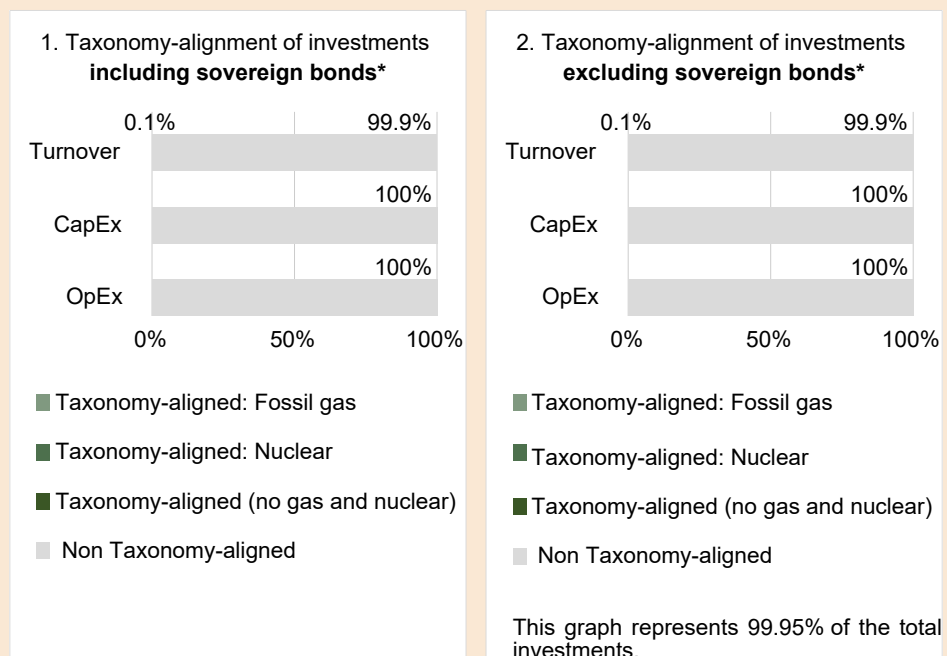 1. Taxonomy-alignment of investments
including sovereign bonds*
0.1% 99.9%
Turnover
100%
CapEx
100%
OpEx
0% 50% 100%
Taxonomy-aligned: Fossil gas
Taxonomy-aligned: Nuclear
Taxonomy-aligned (no gas and nuclear)
Non Taxonomy-aligned
2. Taxonomy-alignment of investments
excluding sovereign bonds*
0.1% 99.9%
Turnover
100%
CapEx
100%
OpEx
0% 50% 100%
Taxonomy-aligned: Fossil gas
Taxonomy-aligned: Nuclear
Taxonomy-aligned (no gas and nuclear)
Non Taxonomy-aligned
This graph represents 99.95% of the total
investments.